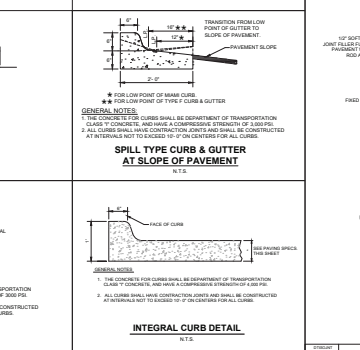 6"
16" ★★
TRANSITION FROM LOW
POINT OF GUTTER TO
SLOPE OF PAVEMENT.
PAVEMENT SLOPE
6"
6"
2'- 0"
★ FOR LOW POINT OF MIAMI CURB.
★★ FOR LOW POINT OF TYPE F CURB & GUTTER
GENERAL NOTES:
1. THE CONCRETE FOR CURBS SHALL BE DEPARTMENT OF TRANSPORTATION
CLASS "I" CONCRETE, AND HAVE A COMPRESSIVE STRENGTH OF 3,000 PSI.
2. ALL CURBS SHALL HAVE CONTRACTION JOINTS AND SHALL BE CONSTRUCTED
AT INTERVALS NOT TO EXCEED 10'- 0" ON CENTERS FOR ALL CURBS.
SPILL TYPE CURB & GUTTER
AT SLOPE OF PAVEMENT
N.T.S.
1/2" SOFT
JOINT FILLER
PAVEMENT
FIXED
6"
FACE OF CURB
SEE PAVING SPECS.
THIS SHEET
GENERAL NOTES
1. THE CONCRETE FOR CURBS SHALL BE DEPARTMENT OF TRANSPORTATION
CLASS "I" CONCRETE, AND HAVE A COMPRESSIVE STRENGTH OF 4,000 PSI.
2. ALL CURBS SHALL HAVE CONTRACTION JOINTS AND SHALL BE CONSTRUCTED
AT INTERVALS NOT TO EXCEED 10'- 0" ON CENTERS FOR ALL CURBS.
INTEGRAL CURB DETAIL
N.T.S.
AL
SPORTATION
F 3000 PSI.
CONSTRUCTED
URBS.